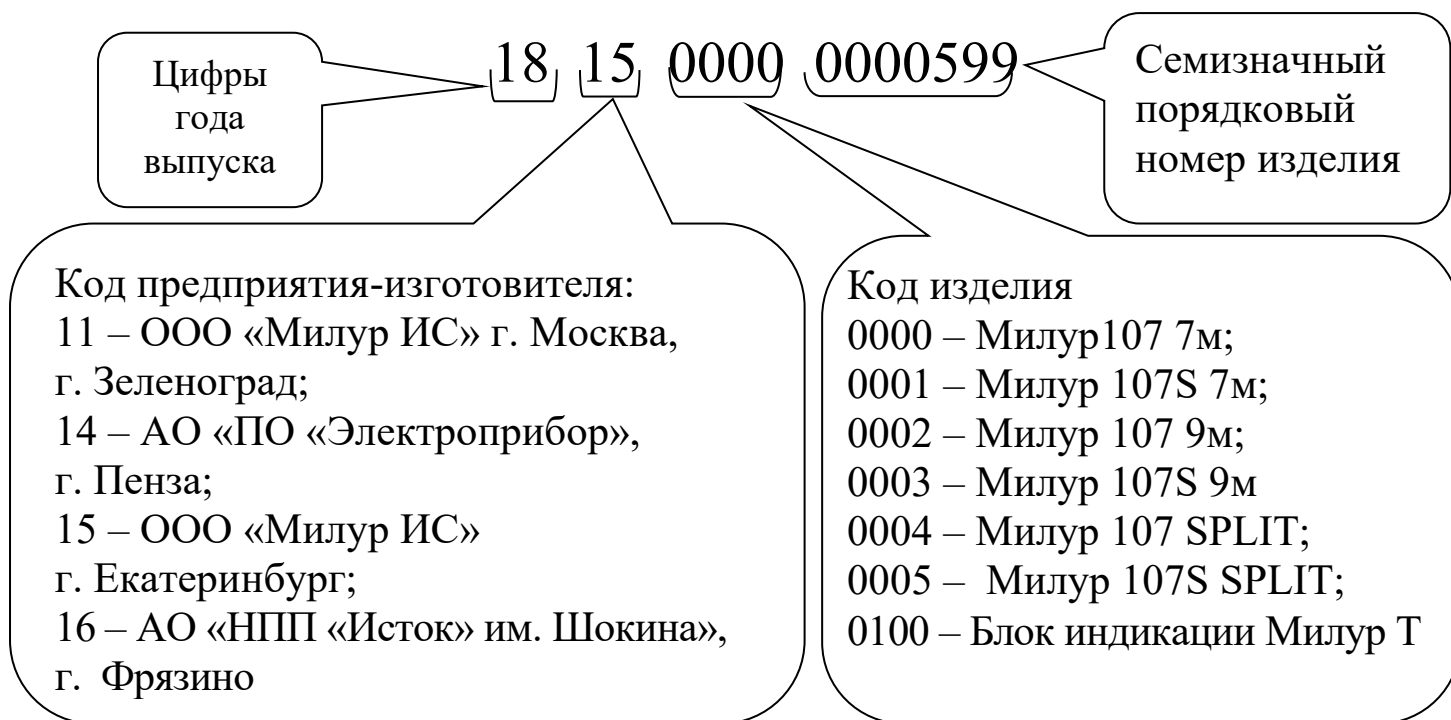 18 15 0000 0000599
Цифры
года
выпуска
Семизначный
порядковый
номер изделия
Код предприятия-изготовителя:
11 – ООО «Милур ИС» г. Москва,
г. Зеленоград;
14 – АО «ПО «Электроприбор»,
г. Пенза;
15 – ООО «Милур ИС»
г. Екатеринбург;
16 – АО «НПП «Исток» им. Шокина»,
г. Фрязино
Код изделия
0000 – Милур107 7м;
0001 – Милур 107S 7м;
0002 – Милур 107 9м;
0003 – Милур 107S 9м
0004 – Милур 107 SPLIT;
0005 – Милур 107S SPLIT;
0100 – Блок индикации Милур Т